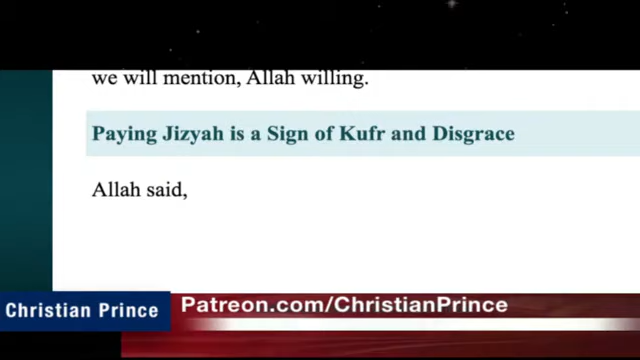 we will mention, Allah willing.
Paying Jizyah is a Sign of Kufr and Disgrace
Allah said,
Christian Prince
Patreon.com/ChristianPrince